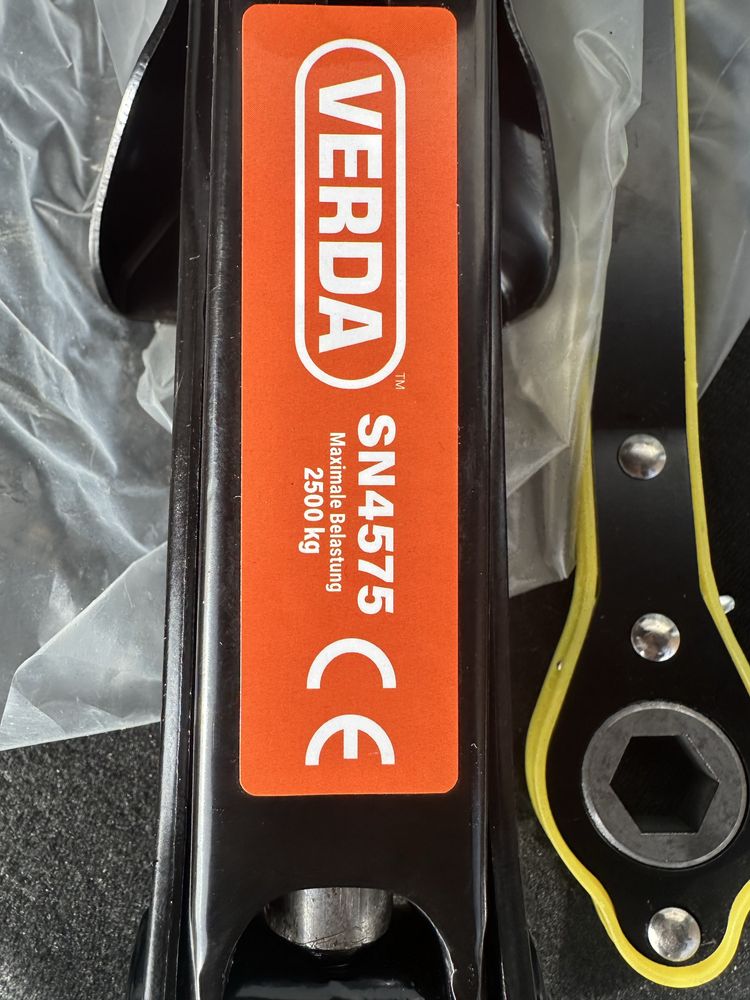 VERDA
™
SN4575
Maximale Belastung
2500 kg
CE